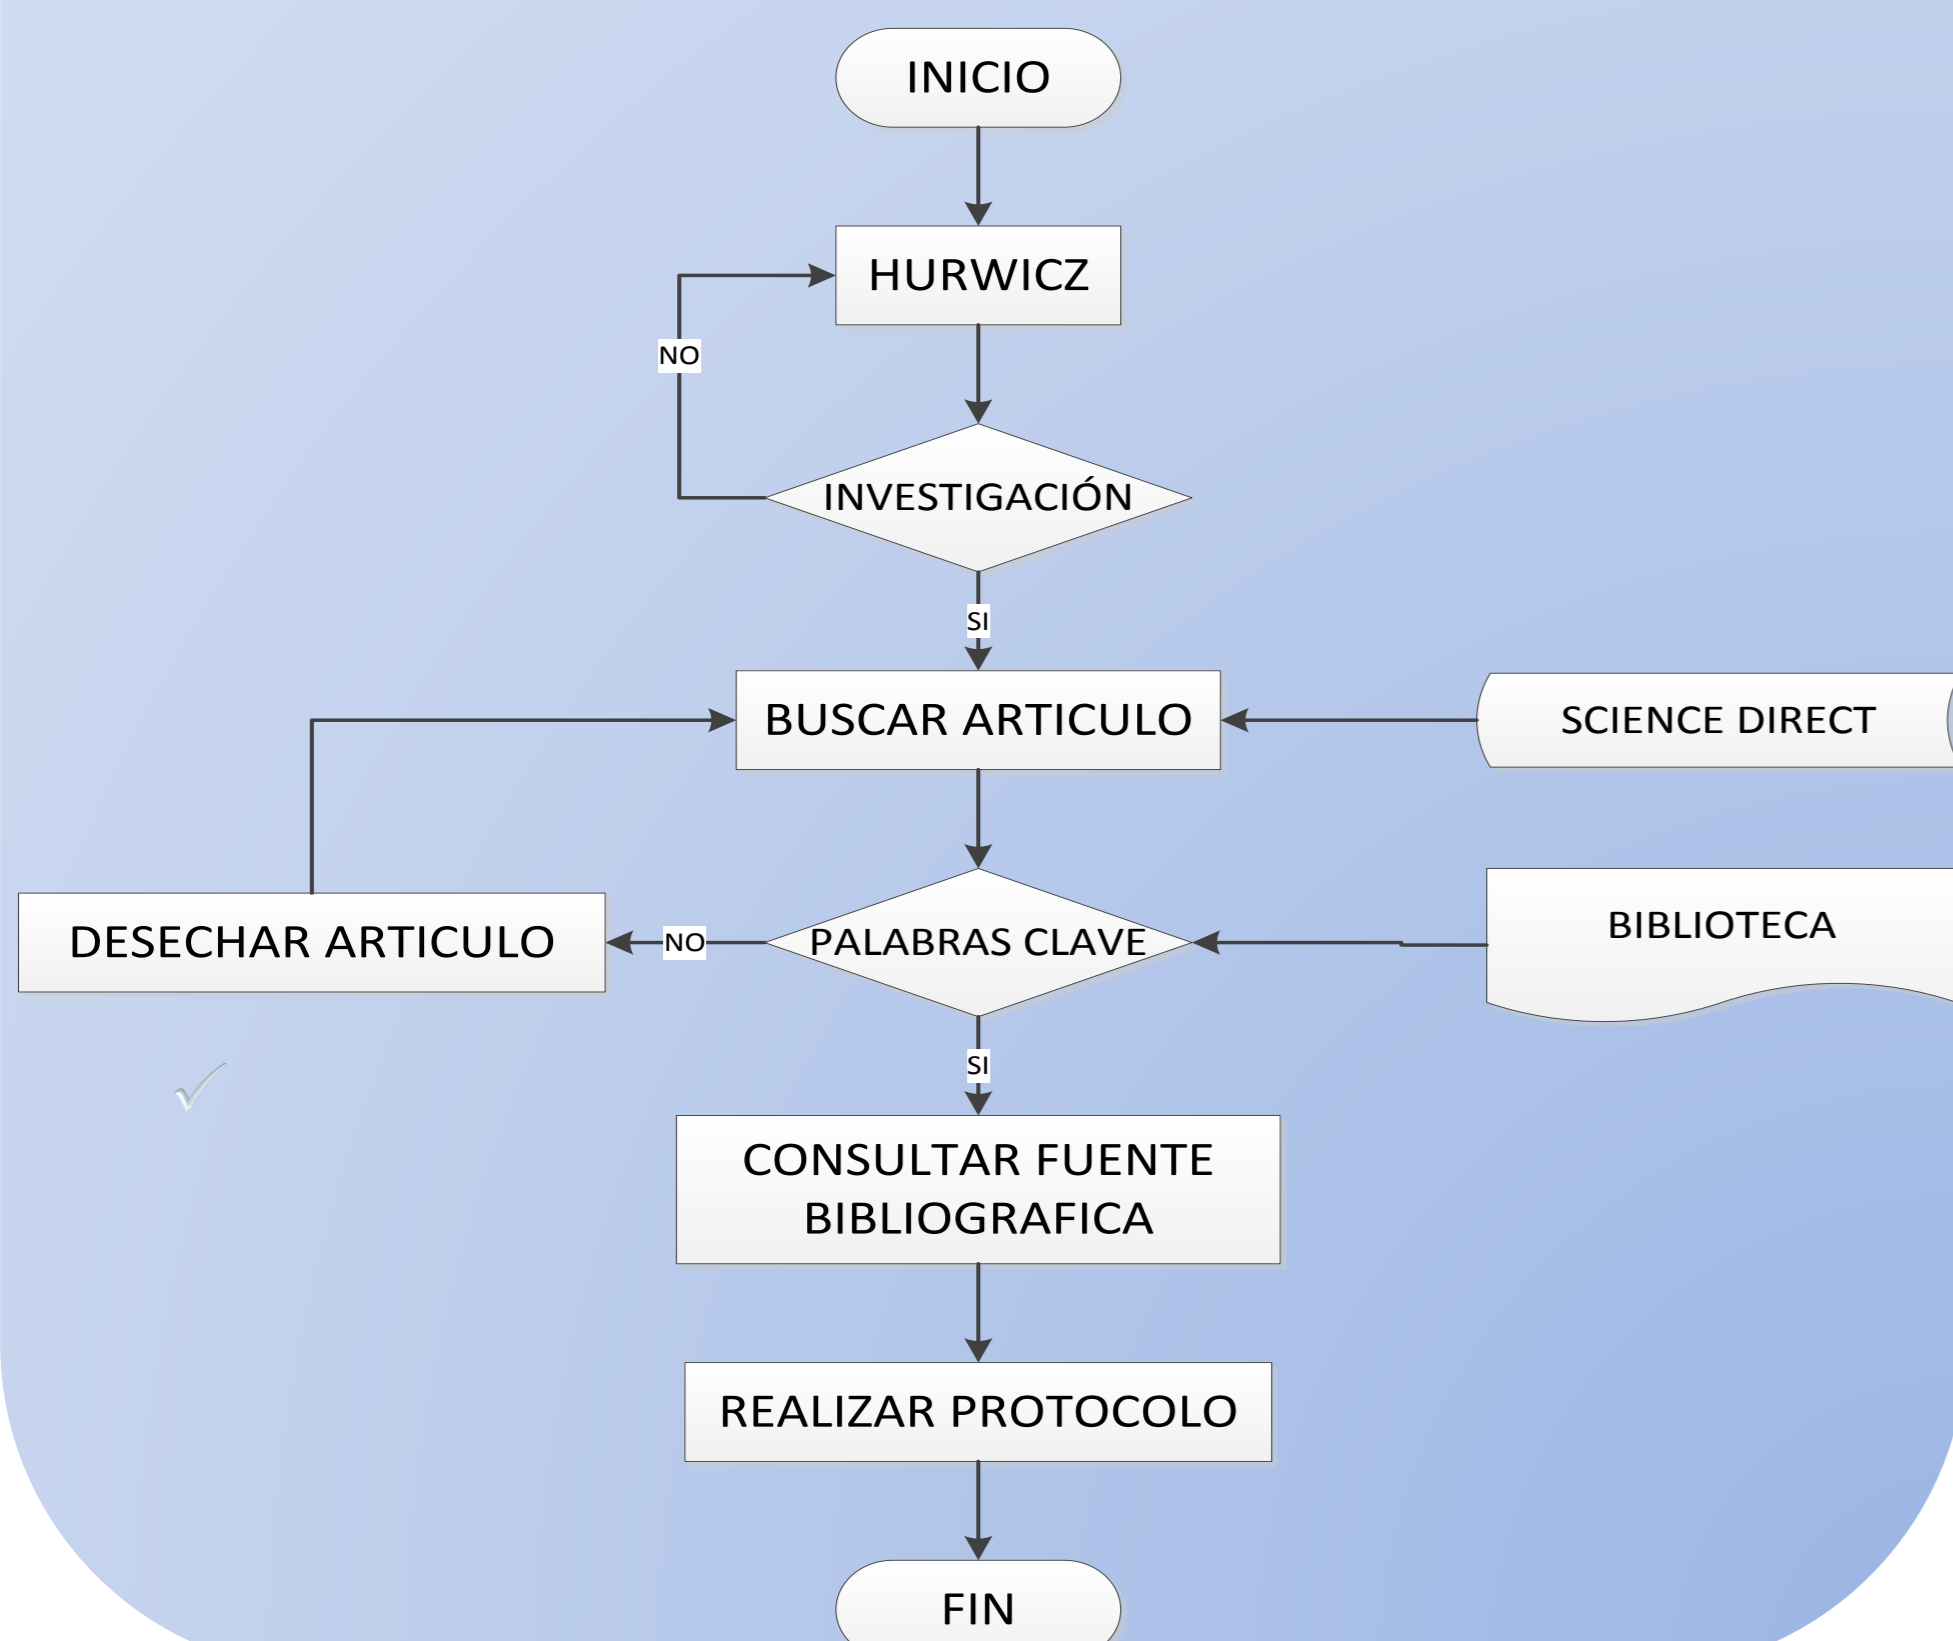 INICIO
HURWICZ
NO
INVESTIGACIÓN
SI
BUSCAR ARTICULO
SCIENCE DIRECT
DESECHAR ARTICULO
NO
PALABRAS CLAVE
BIBLIOTECA
SI
CONSULTAR FUENTE
BIBLIOGRAFICA
REALIZAR PROTOCOLO
FIN